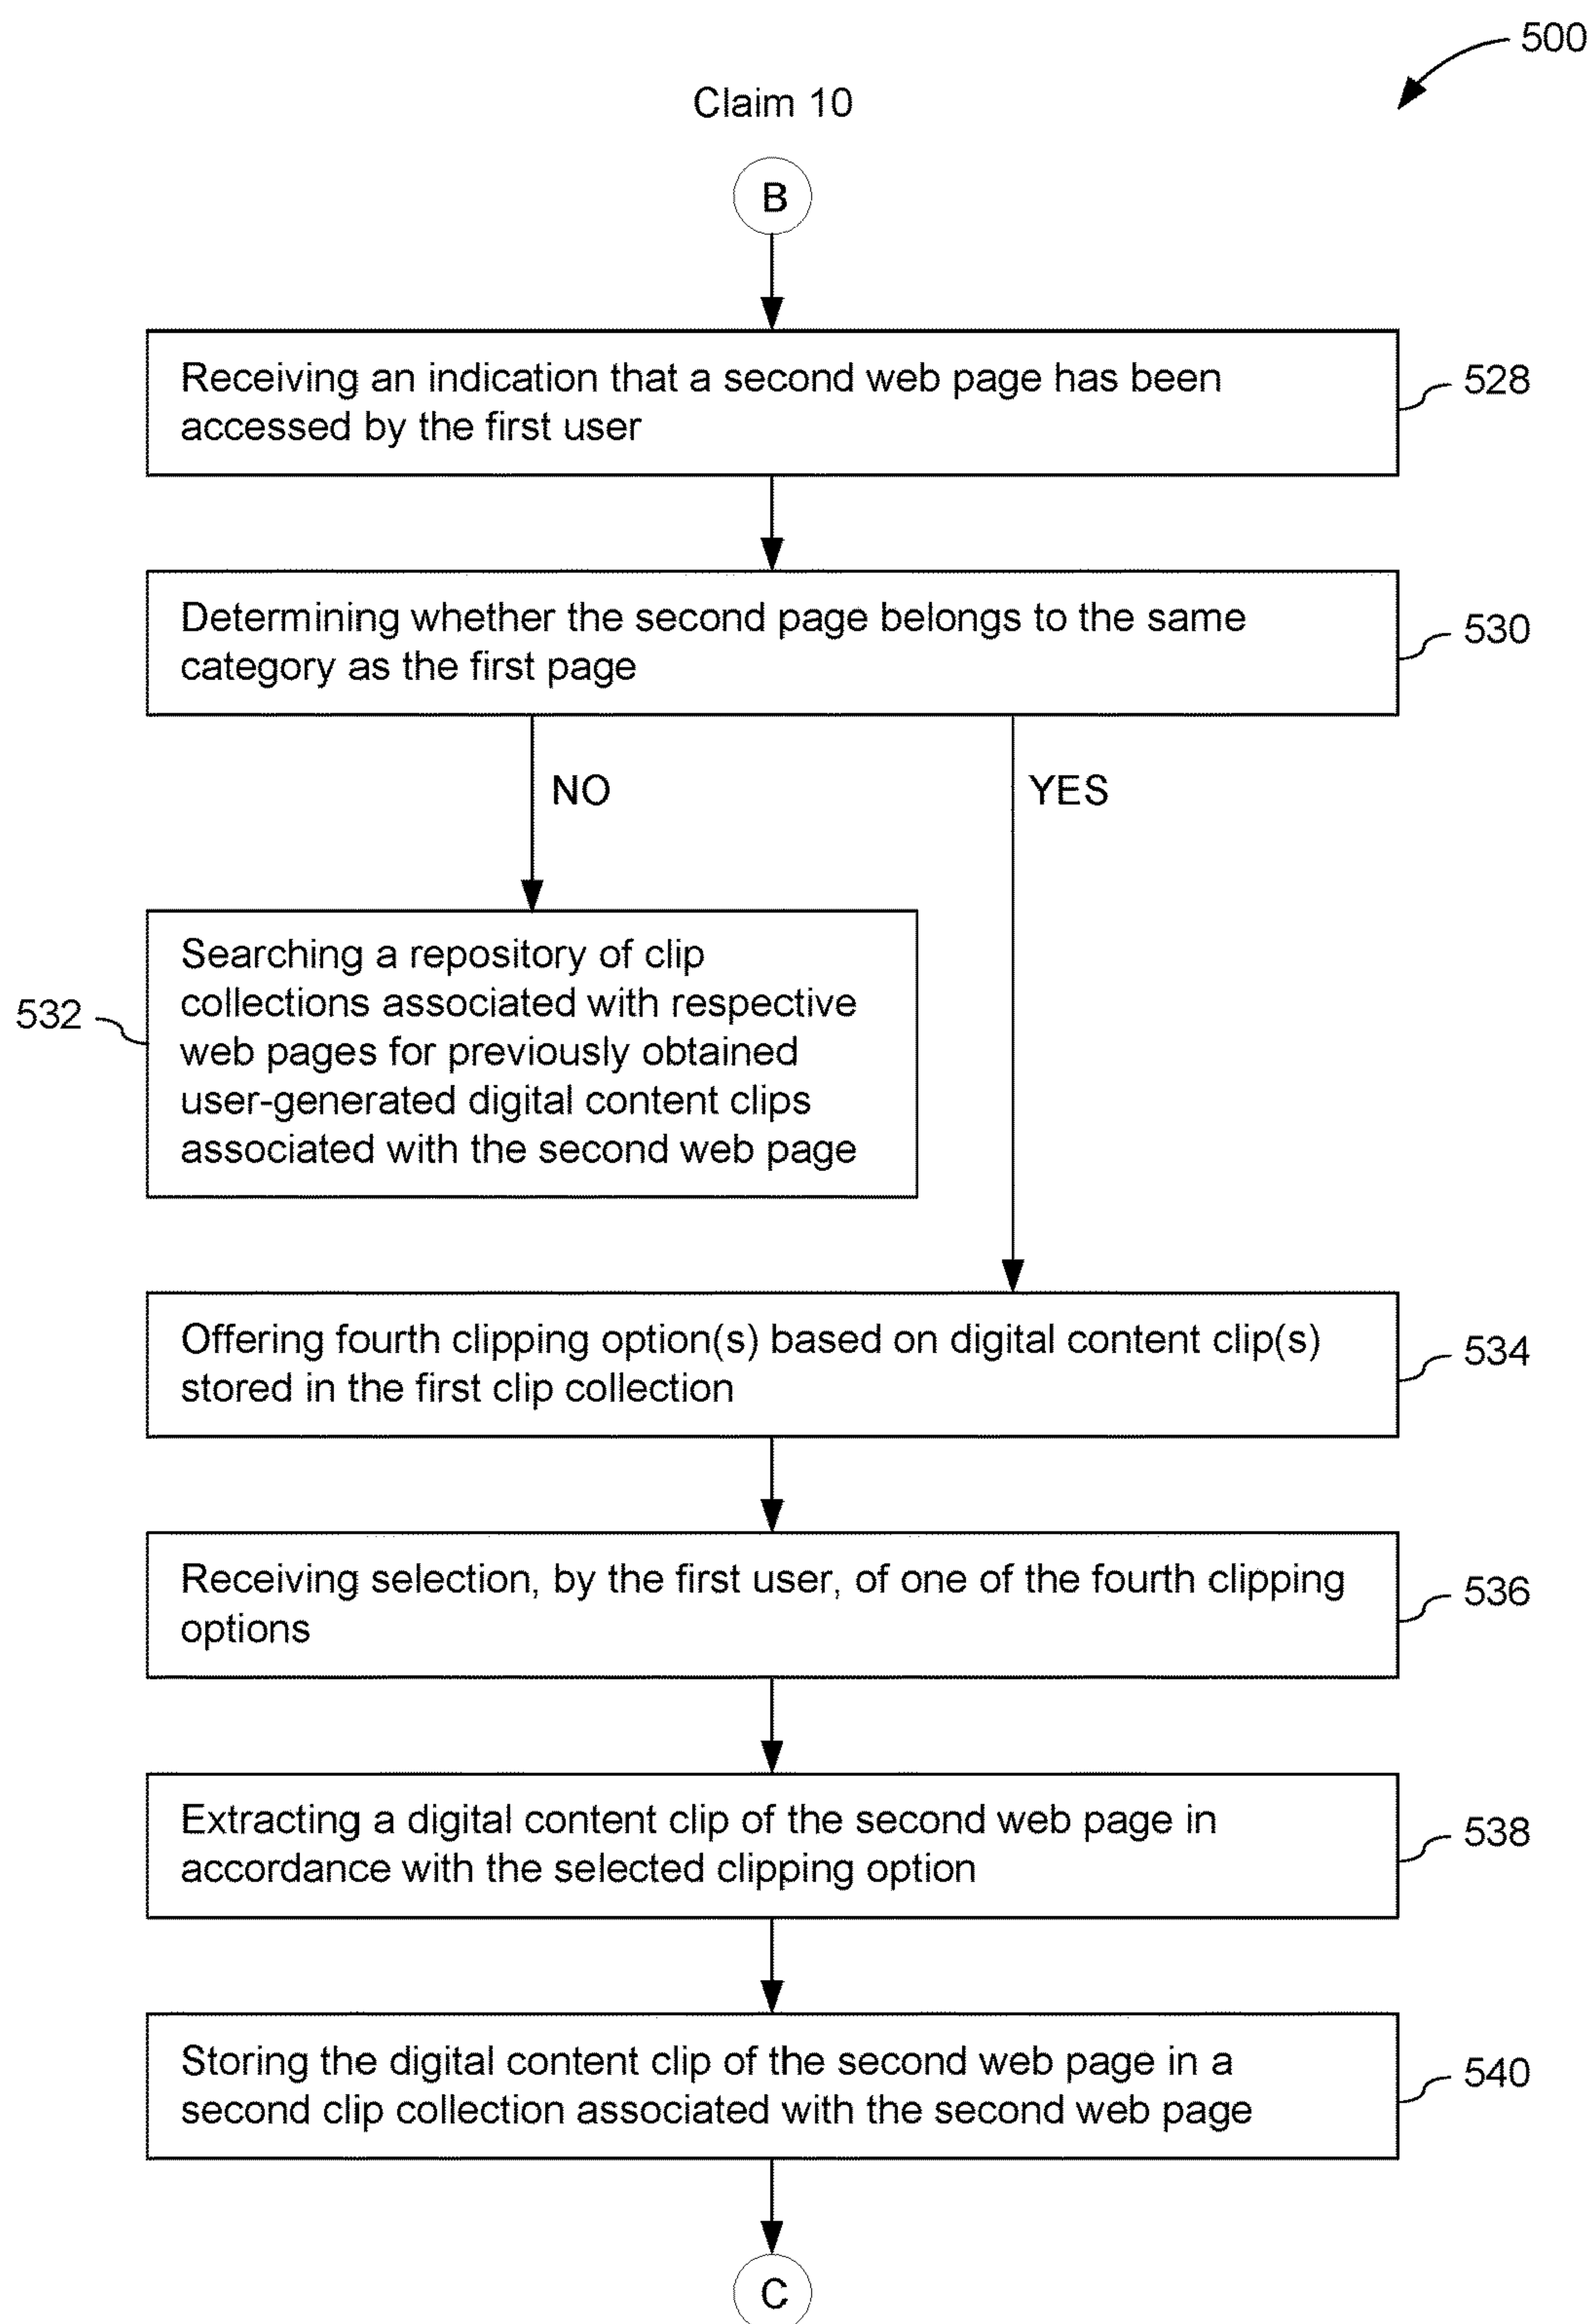 500
Claim 10
B
Receiving an indication that a second web page has been
accessed by the first user
528
Determining whether the second page belongs to the same
category as the first page
530
NO
YES
Searching a repository of clip
collections associated with respective
web pages for previously obtained
user-generated digital content clips
associated with the second web page
532
Offering fourth clipping option(s) based on digital content clip(s)
stored in the first clip collection
534
Receiving selection, by the first user, of one of the fourth clipping
options
536
Extracting a digital content clip of the second web page in
accordance with the selected clipping option
538
Storing the digital content clip of the second web page in a
second clip collection associated with the second web page
540
C